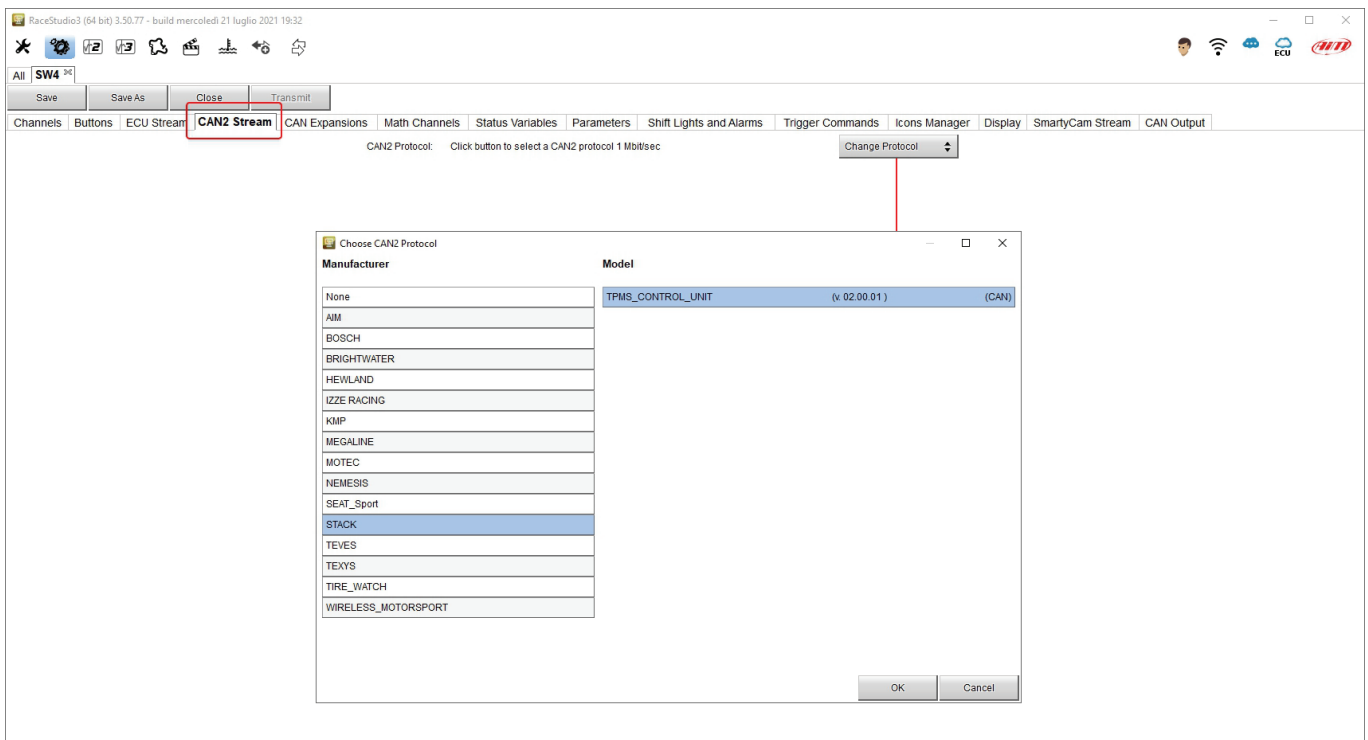 RaceStudio3 (64 bit) 3.50.77 - build mercoledì 21 luglio 2021 19:32
ECU AiM
All SW4
Save Save As Close Transmit
Channels Buttons ECU Stream CAN2 Stream CAN Expansions Math Channels Status Variables Parameters Shift Lights and Alarms Trigger Commands Icons Manager Display SmartyCam Stream CAN Output
CAN2 Protocol: Click button to select a CAN2 protocol 1 Mbit/sec Change Protocol
Choose CAN2 Protocol
Manufacturer Model
None TPMS_CONTROL_UNIT (v. 02.00.01 ) (CAN)
AIM
BOSCH
BRIGHTWATER
HEWLAND
IZZE RACING
KMP
MEGALINE
MOTEC
NEMESIS
SEAT_Sport
STACK
TEVES
TEXYS
TIRE_WATCH
WIRELESS_MOTORSPORT
OK Cancel